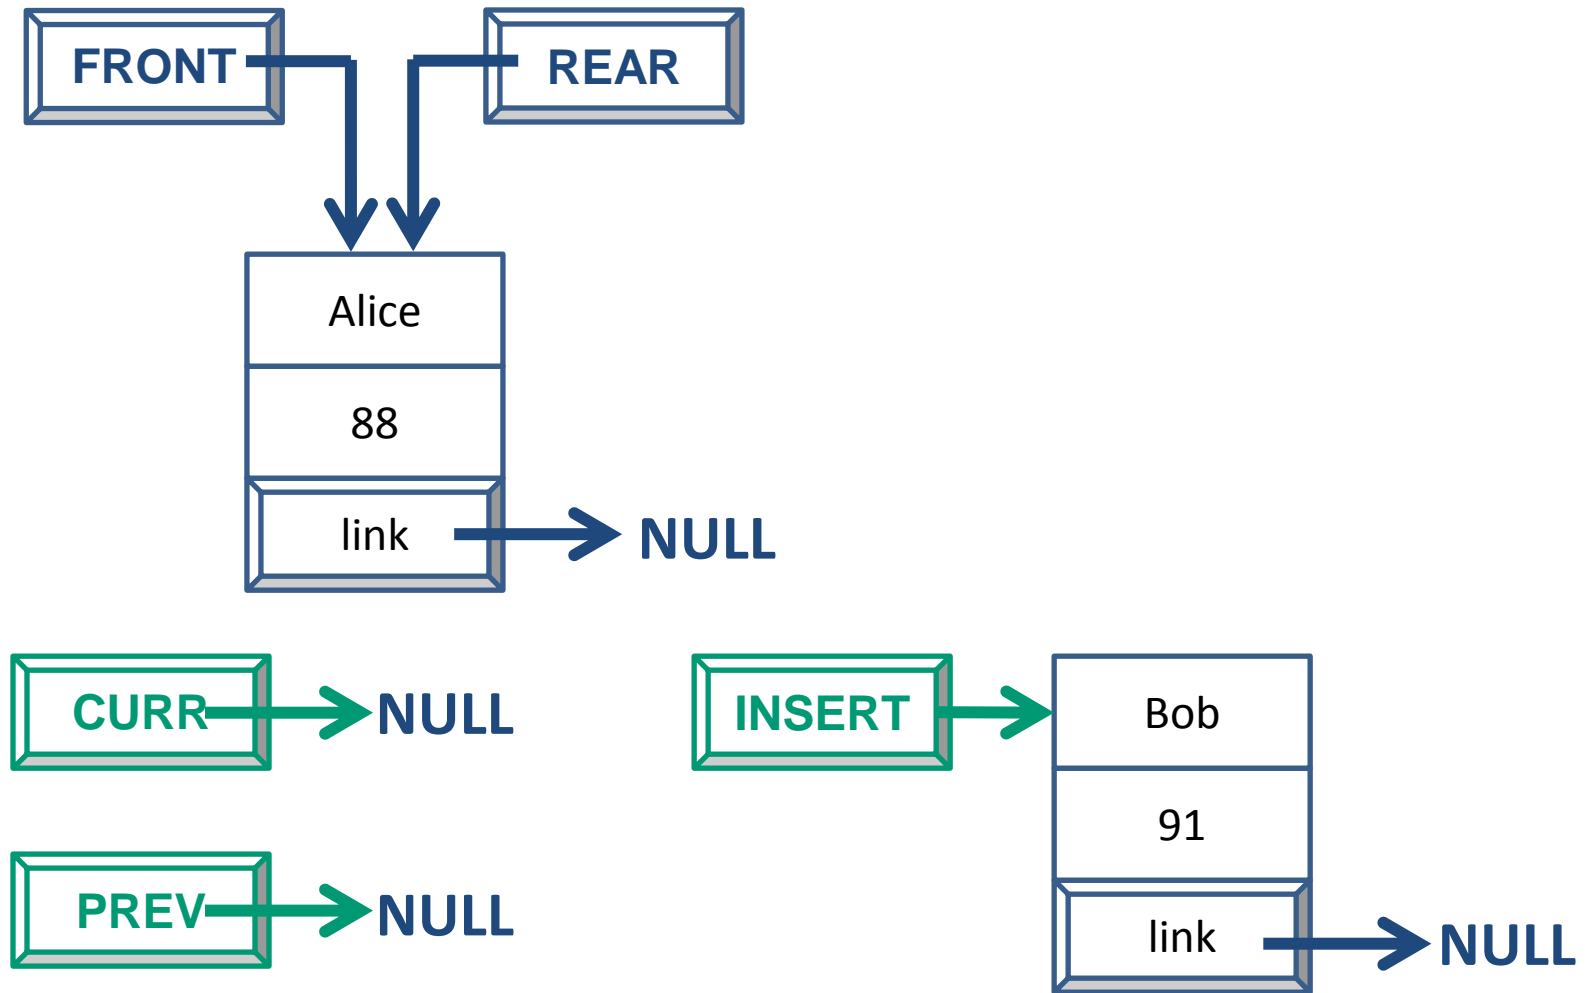 FRONT REAR
Alice
88
link NULL
CURR NULL INSERT Bob
91
PREV NULL
link NULL